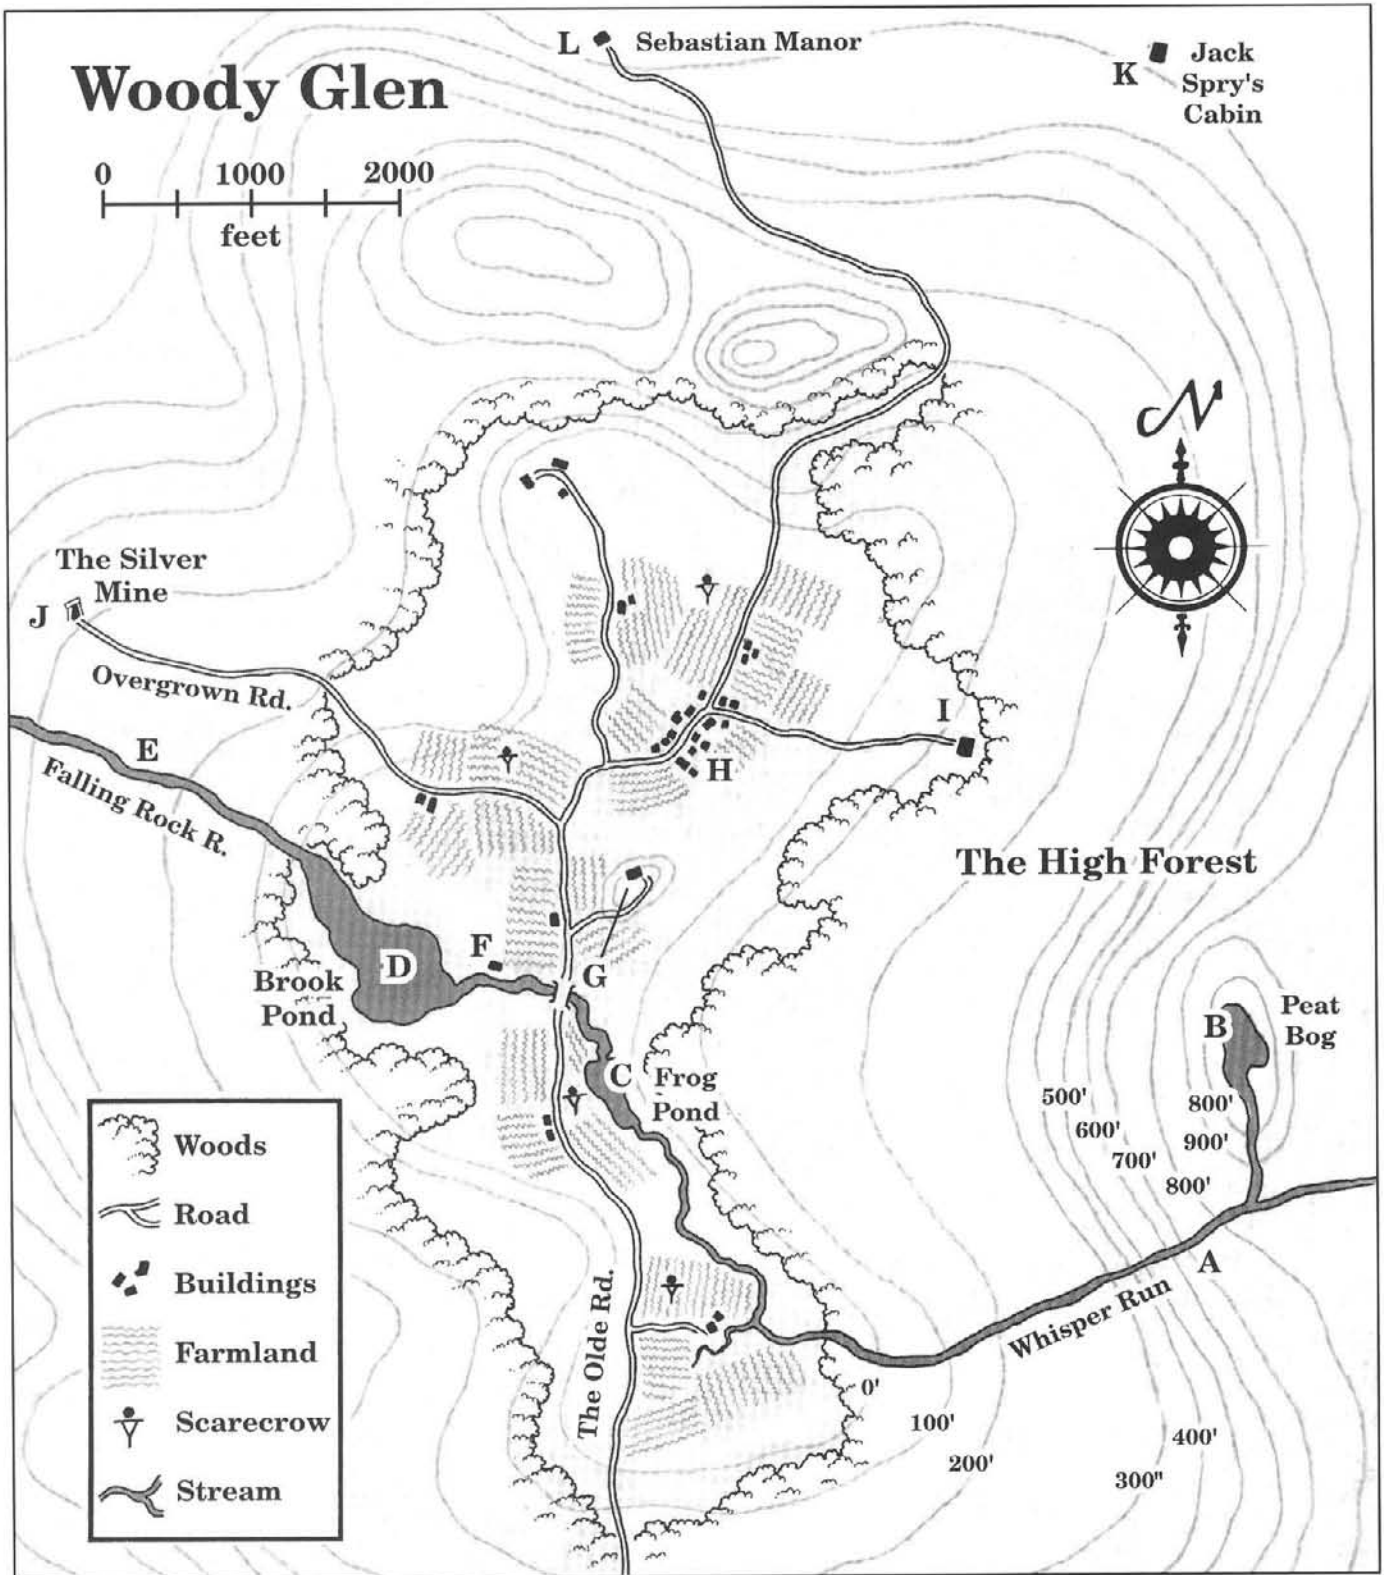 L Sebastian Manor
K Jack
Spry's
Cabin
Woody Glen
0 1000 2000
feet
N
The Silver
Mine
J
Overgrown Rd.
I
E
H
Falling Rock R.
The High Forest
D
F
G
Brook
Pond
B
Peat
Bog
C
Frog
Pond
500'
800'
600'
900'
700'
800'
A
Whisper Run
The Olde Rd.
0'
100'
200'
400'
300"
Woods
Road
Buildings
Farmland
Scarecrow
Stream